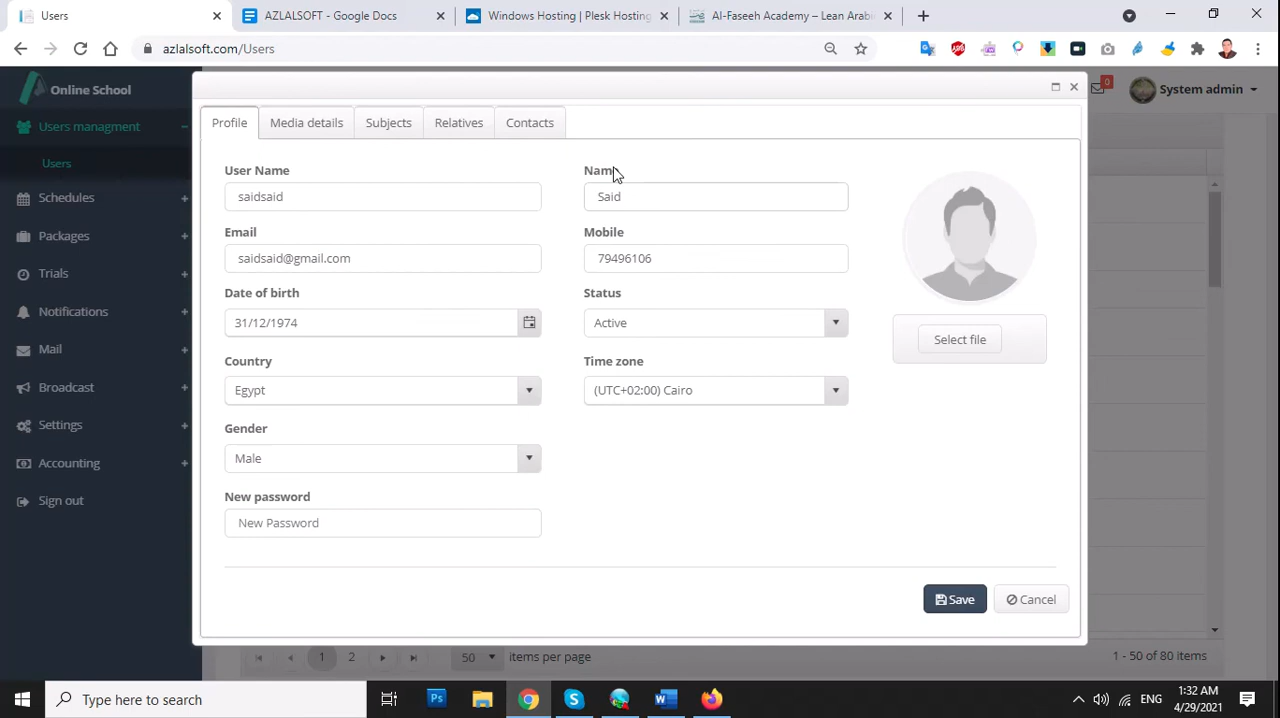 Users
AZLALSOFT - Google Docs
Windows Hosting | Plesk Hosting
Al-Faseeh Academy – Lean Arabi
azlalsoft.com/Users
Online School
0
System admin
Users managment
Users
Schedules
Packages
Trials
Notifications
Mail
Broadcast
Settings
Accounting
Sign out
Profile
Media details
Subjects
Relatives
Contacts
User Name
Name
saidsaid
Said
Email
Mobile
saidsaid@gmail.com
79496106
Date of birth
Status
31/12/1974
Active
Select file
Country
Time zone
Egypt
(UTC+02:00) Cairo
Gender
Male
New password
New Password
Save
Cancel
1
2
50
items per page
1 - 50 of 80 items
Type here to search
ENG
1:32 AM
4/29/2021